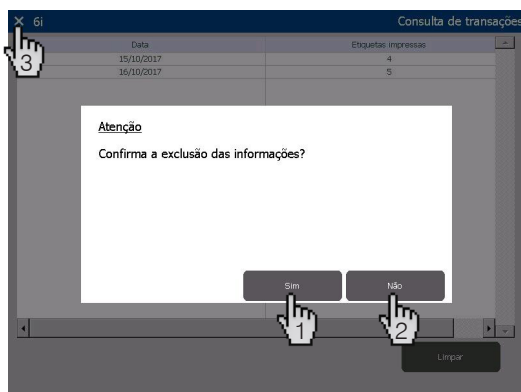 ✕ 6i Consulta de transações
Data Etiquetas impressas
15/10/2017 4
16/10/2017 5
Atenção
Confirma a exclusão das informações?
Sim Não
1 2
3
Limpar